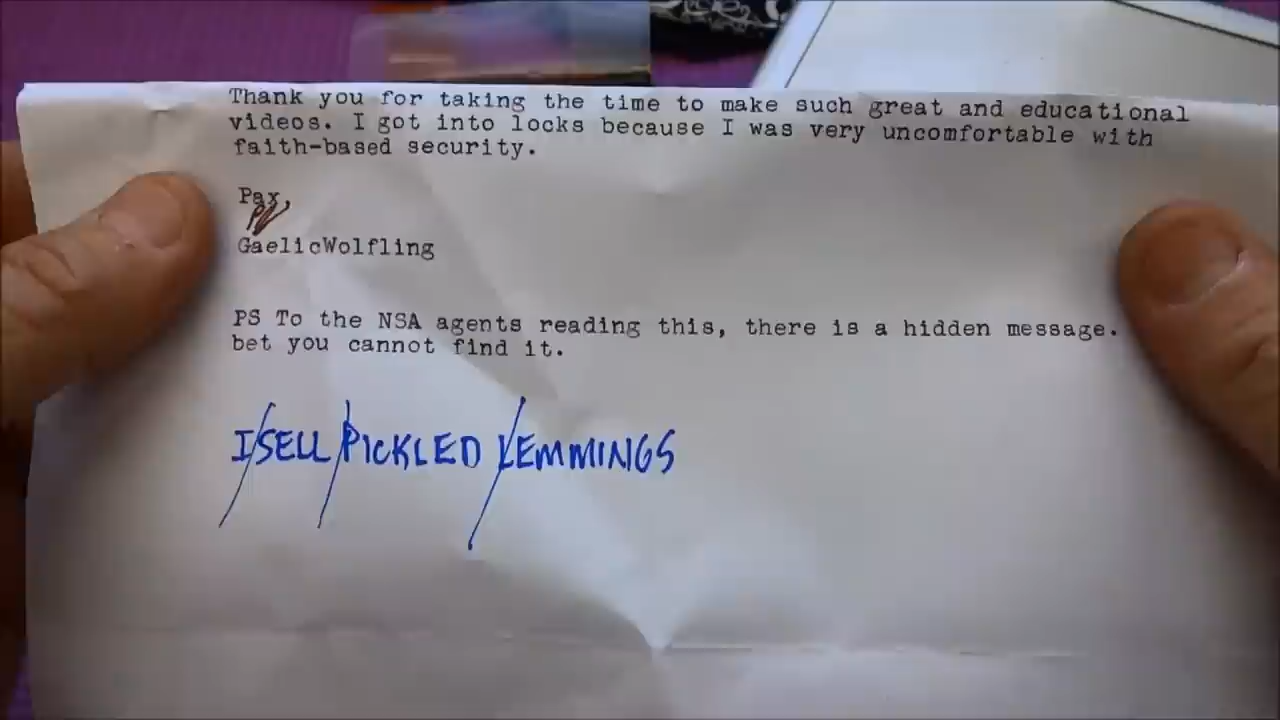 Thank you for taking the time to make such great and educational
videos. I got into locks because I was very uncomfortable with
faith-based security.
Pax,
GaelicWolfling
PS To the NSA agents reading this, there is a hidden message.
bet you cannot find it.
I/SELL/PICKLED/LEMMINGS